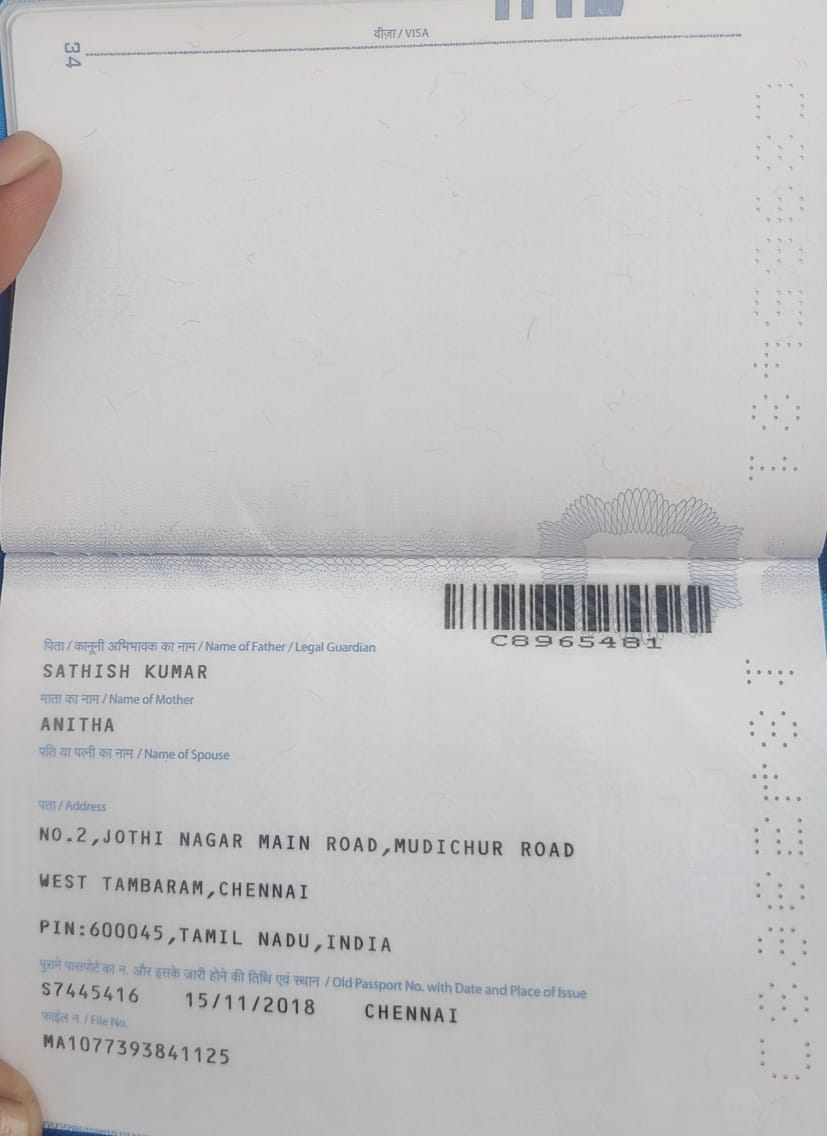 34
वीज़ा / VISA
C8965481
पिता / कानूनी अभिभावक का नाम / Name of Father / Legal Guardian
SATHISH KUMAR
माता का नाम / Name of Mother
ANITHA
पति या पत्नी का नाम / Name of Spouse
पता / Address
NO.2,JOTHI NAGAR MAIN ROAD,MUDICHUR ROAD
WEST TAMBARAM,CHENNAI
PIN:600045,TAMIL NADU,INDIA
पुराने पासपोर्ट का न. और इसके जारी होने की तिथि एवं स्थान / Old Passport No. with Date and Place of Issue
S7445416 15/11/2018 CHENNAI
फाईल न. / File No.
MA1077393841125